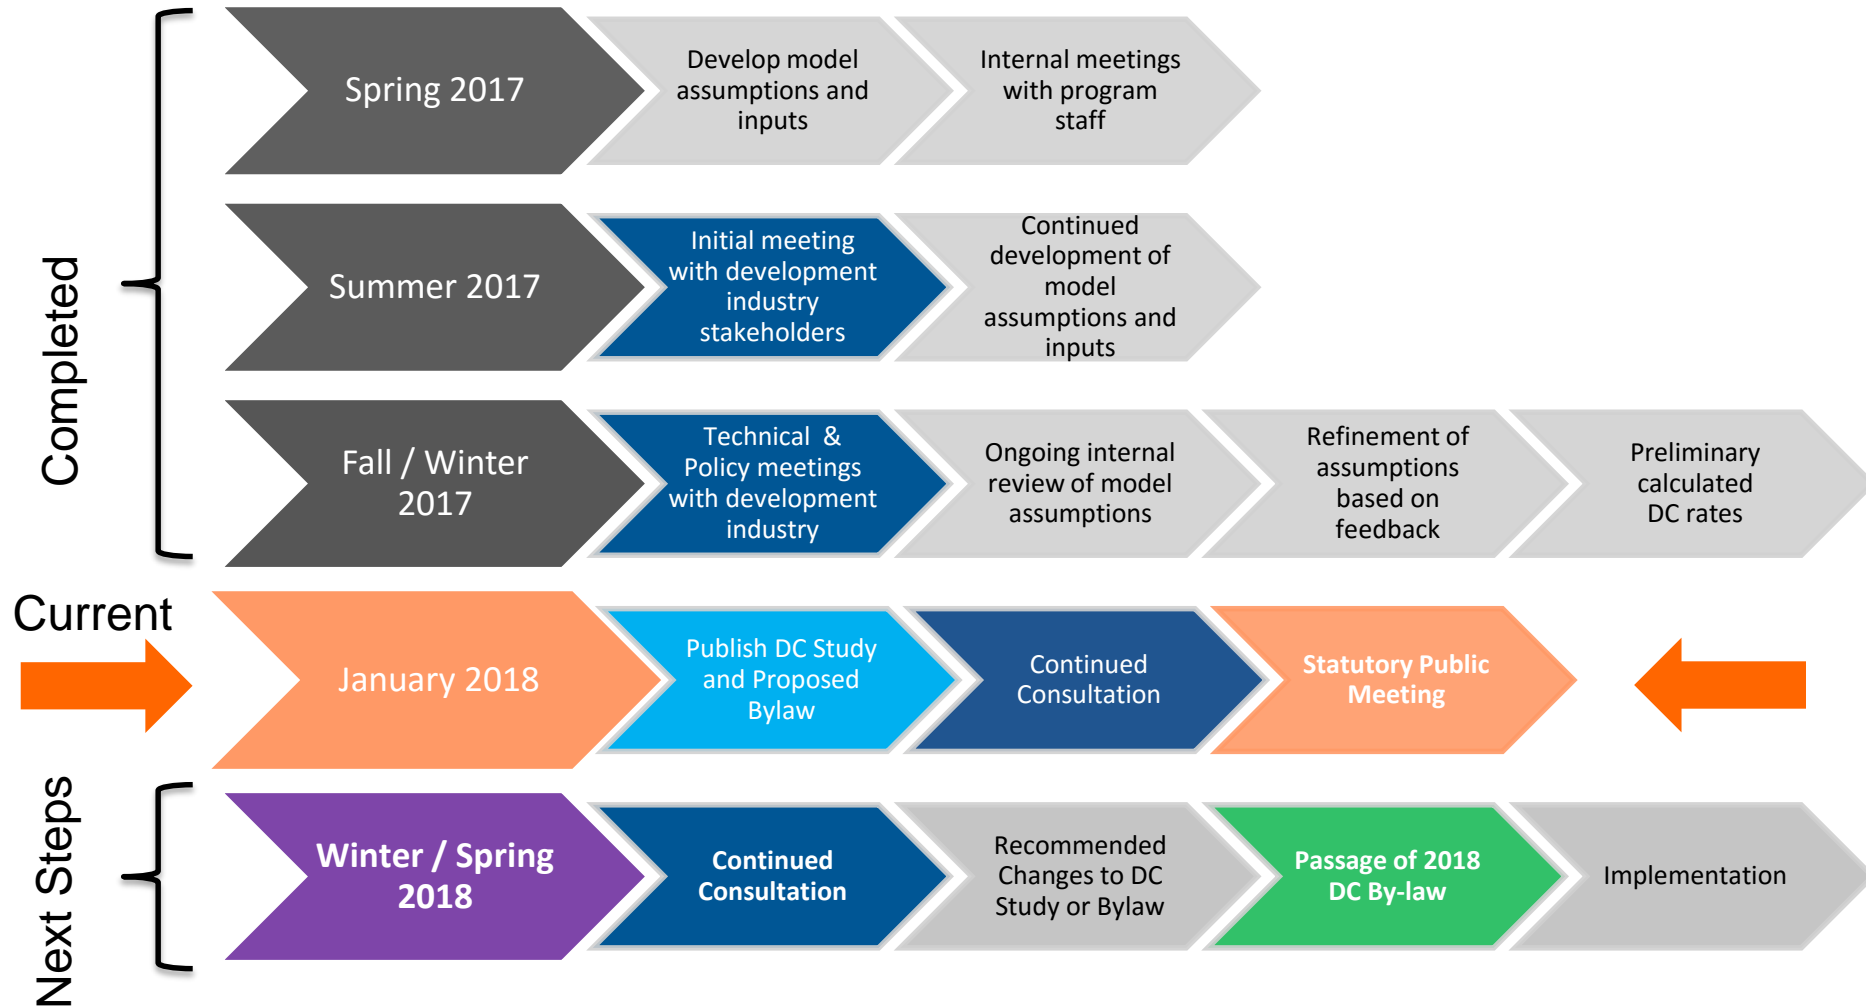 Completed
Spring 2017
Develop model
assumptions and
inputs
Internal meetings
with program
staff
Summer 2017
Initial meeting
with development
industry
stakeholders
Continued
development of
model
assumptions and
inputs
Fall / Winter
2017
Technical & 
Policy meetings
with development
industry
Ongoing internal
review of model
assumptions
Refinement of
assumptions
based on
feedback
Preliminary
calculated
DC rates
Current
January 2018
Publish DC Study
and Proposed
Bylaw
Continued
Consultation
Statutory Public
Meeting
Next Steps
Winter / Spring
2018
Continued
Consultation
Recommended
Changes to DC
Study or Bylaw
Passage of 2018
DC By-law
Implementation